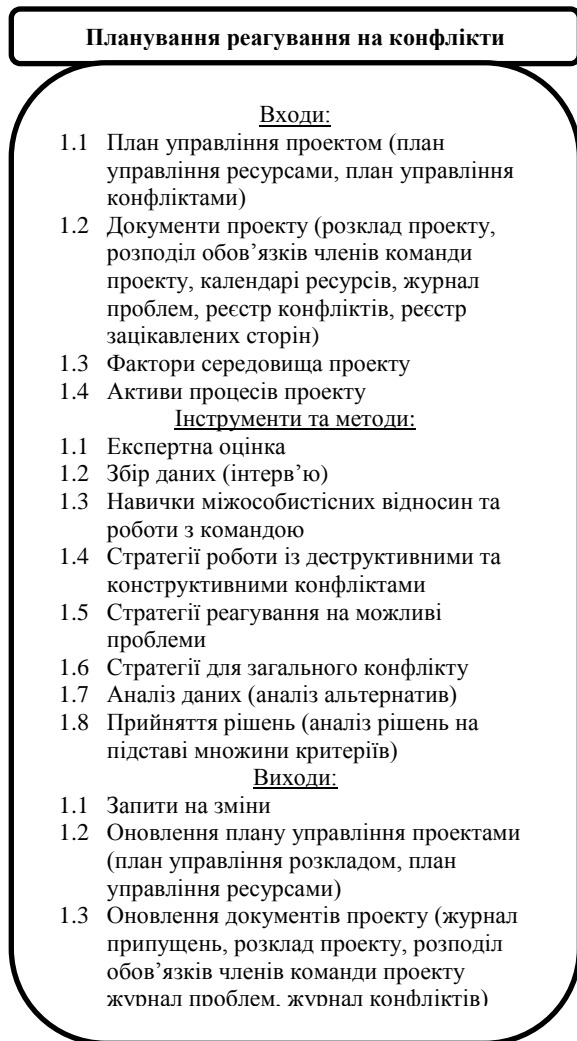 Планування реагування на конфлікти
Входи:
1.1 План управління проектом (план
управління ресурсами, план управління
конфліктами)
1.2 Документи проекту (розклад проекту,
розподіл обов’язків членів команди
проекту, календарі ресурсів, журнал
проблем, реєстр конфліктів, реєстр
зацікавлених сторін)
1.3 Фактори середовища проекту
1.4 Активи процесів проекту
Інструменти та методи:
1.1 Експертна оцінка
1.2 Збір даних (інтерв’ю)
1.3 Навички міжособистісних відносин та
роботи з командою
1.4 Стратегії роботи із деструктивними та
конструктивними конфліктами
1.5 Стратегії реагування на можливі
проблеми
1.6 Стратегії для загального конфлікту
1.7 Аналіз даних (аналіз альтернатив)
1.8 Прийняття рішень (аналіз рішень на
підставі множини критеріїв)
Виходи:
1.1 Запити на зміни
1.2 Оновлення плану управління проектами
(план управління розкладом, план
управління ресурсами)
1.3 Оновлення документів проекту (журнал
припущень, розклад проекту, розподіл
обов’язків членів команди проекту
журнал проблем, журнал конфліктів)